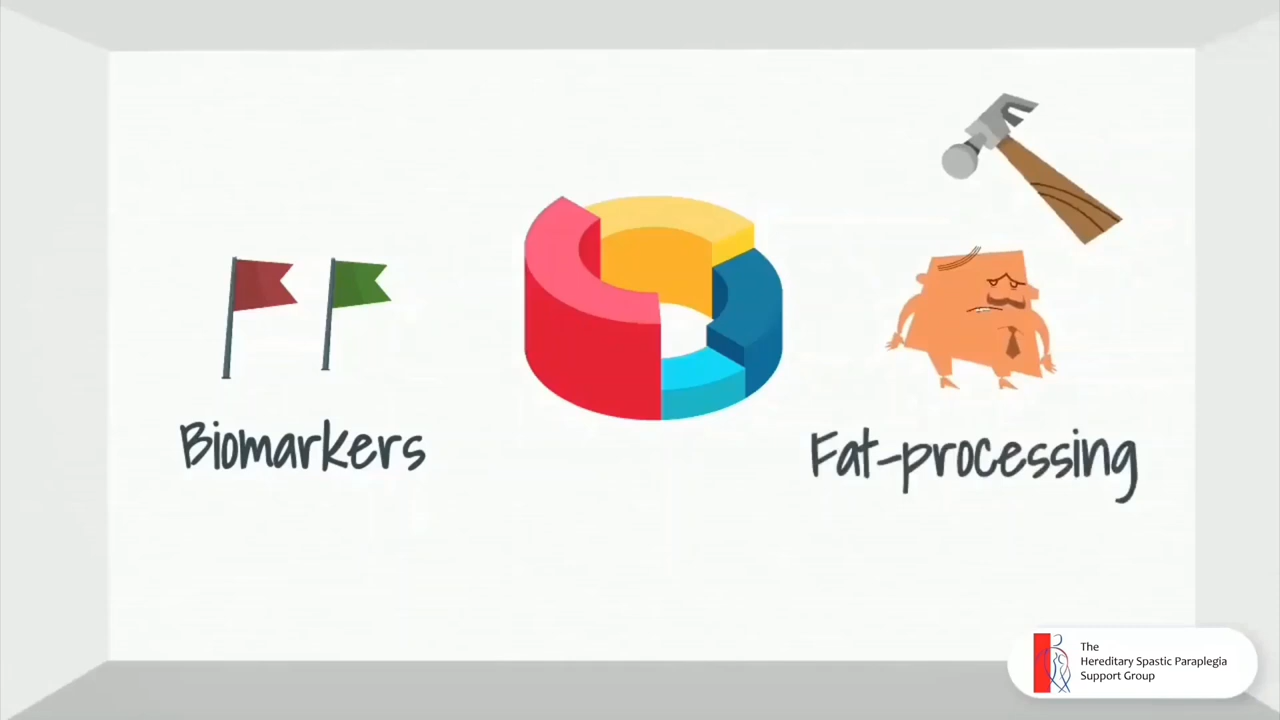 Biomarkers
Fat-processing
The
Hereditary Spastic Paraplegia
Support Group